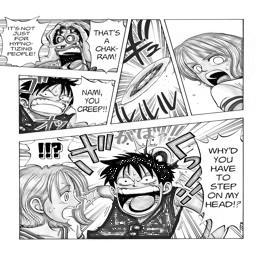 THAT'S
A
CHAK-
RAM!
IT'S NOT
JUST
FOR
HYPNO-
TIZING
PEOPLE!
NAMI,
YOU
CREEP!!
!!?
WHY'D
YOU
HAVE
TO
STEP
ON MY
HEAD!?